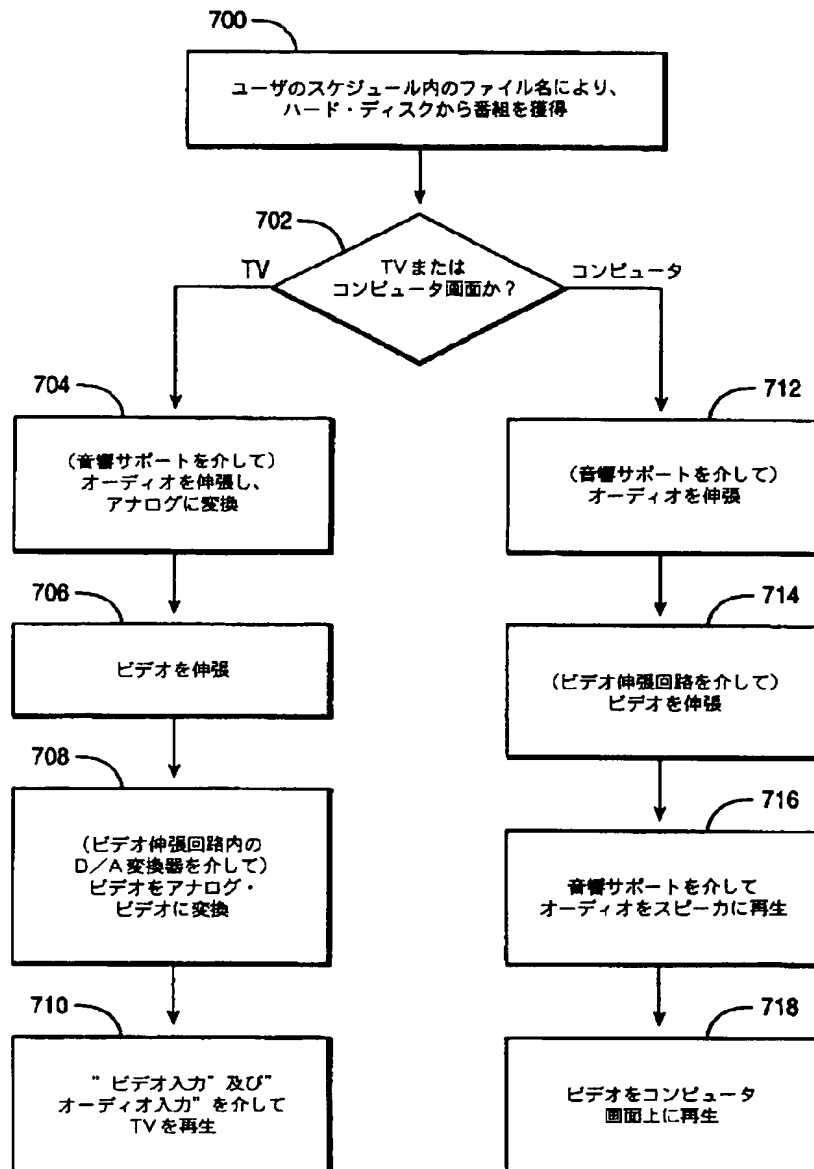 700
ユーザのスケジュール内のファイル名により、
ハード・ディスクから番組を獲得
702
TVまたは
コンピュータ画面か?
TV
コンピュータ
704
(音響サポートを介して)
オーディオを伸張し、
アナログに変換
706
ビデオを伸張
708
(ビデオ伸張回路内の
D/A変換器を介して)
ビデオをアナログ・
ビデオに変換
710
"ビデオ入力"及び"
オーディオ入力"を介して
TVを再生
712
(音響サポートを介して)
オーディオを伸張
714
(ビデオ伸張回路を介して)
ビデオを伸張
716
音響サポートを介して
オーディオをスピーカに再生
718
ビデオをコンピュータ
画面上に再生